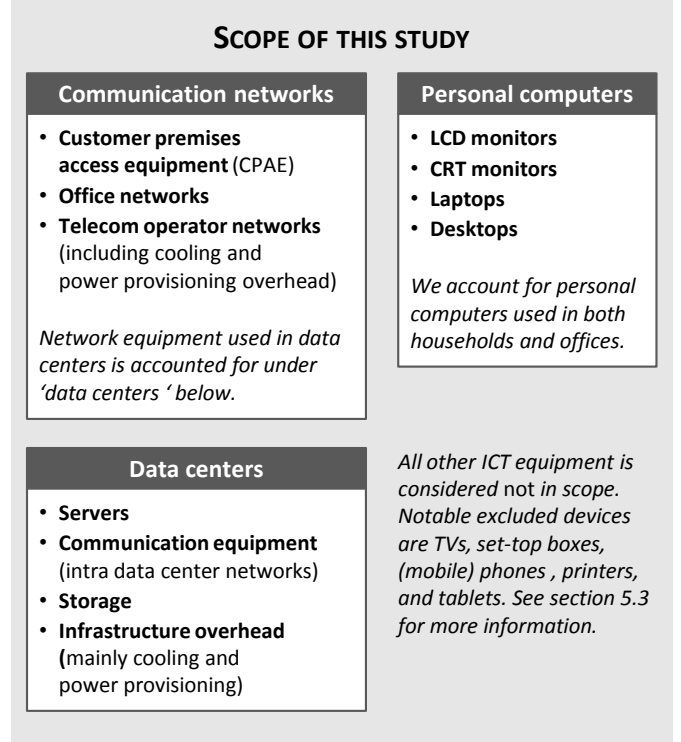 SCOPE OF THIS STUDY
Communication networks
• Customer premises
access equipment (CPAE)
• Office networks
• Telecom operator networks
(including cooling and
power provisioning overhead)
Network equipment used in data
centers is accounted for under
‘data centers ‘ below.
Personal computers
• LCD monitors
• CRT monitors
• Laptops
• Desktops
We account for personal
computers used in both
households and offices.
Data centers
• Servers
• Communication equipment
(intra data center networks)
• Storage
• Infrastructure overhead
(mainly cooling and
power provisioning)
All other ICT equipment is
considered not in scope.
Notable excluded devices
are TVs, set-top boxes,
(mobile) phones , printers,
and tablets. See section 5.3
for more information.